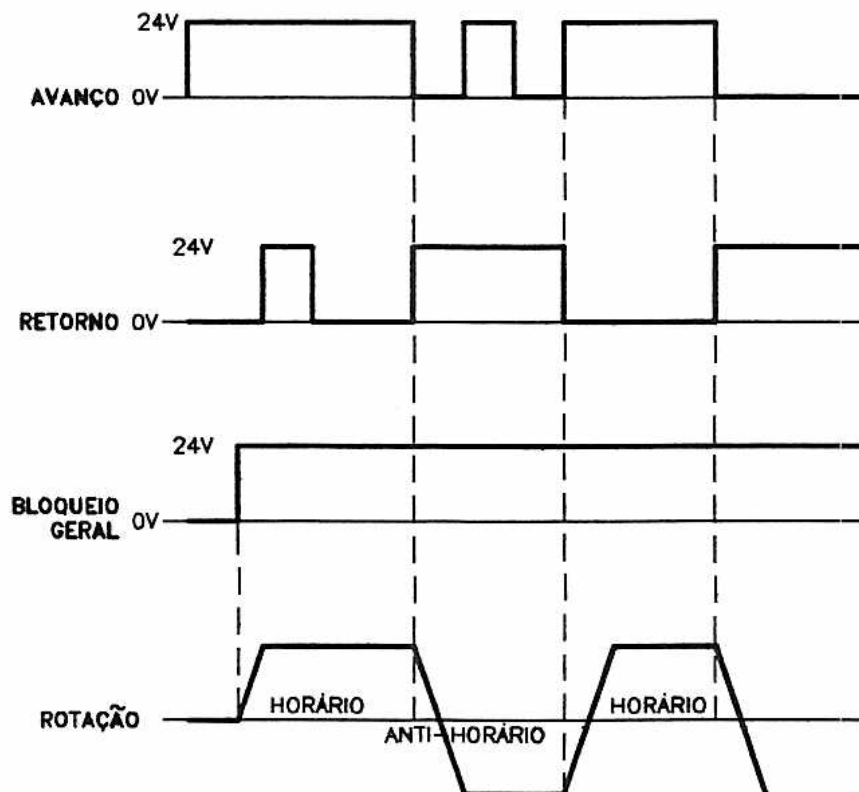 24V
AVANÇO 0V
24V
RETORNO 0V
24V
BLOQUEIO
GERAL 0V
HORÁRIO
HORÁRIO
ROTAÇÃO
ANTI-HORÁRIO